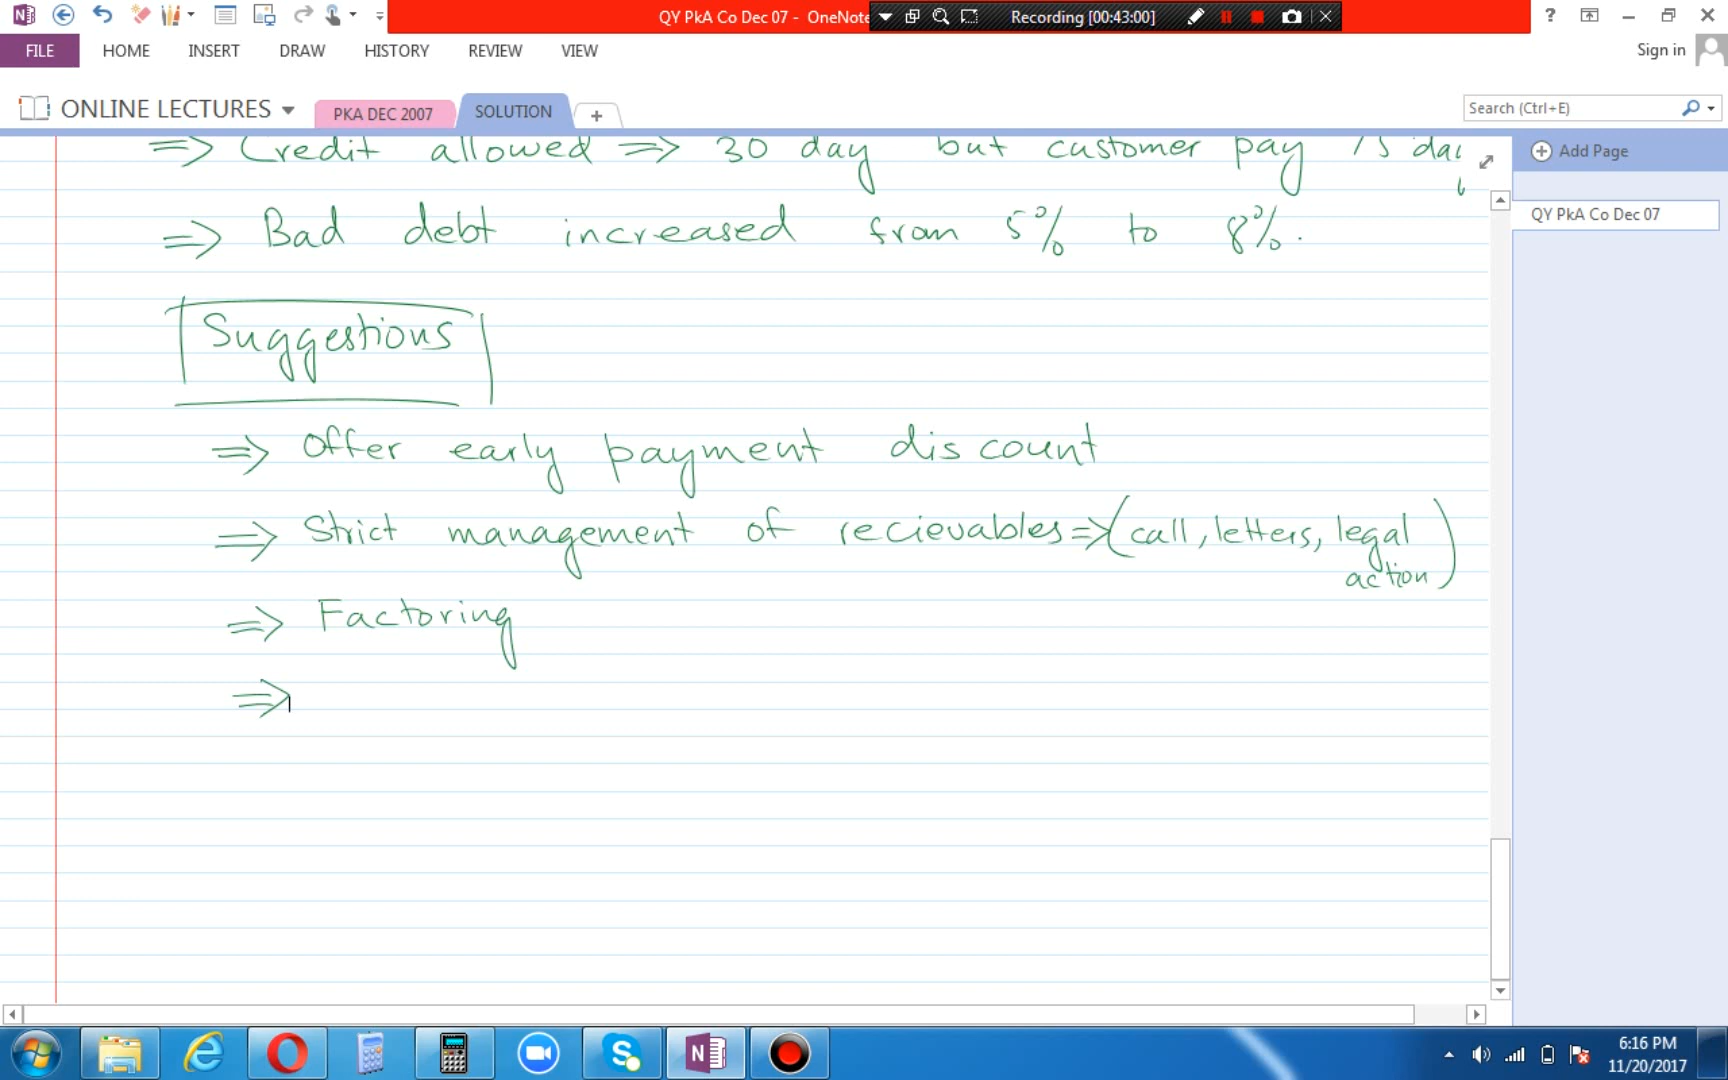 QY PkA Co Dec 07 - OneNote
Recording [00:43:00]
FILE HOME INSERT DRAW HISTORY REVIEW VIEW
Sign in
ONLINE LECTURES PKA DEC 2007 SOLUTION
Search (Ctrl+E)
=> Credit allowed => 30 day but customer pay 75 day
Add Page
=> Bad debt increased from 5% to 8%.
QY PkA Co Dec 07
Suggestions
=> Offer early payment discount
=> Strict management of recievables => (call, letters, legal
action)
=> Factoring
=>
6:16 PM
11/20/2017